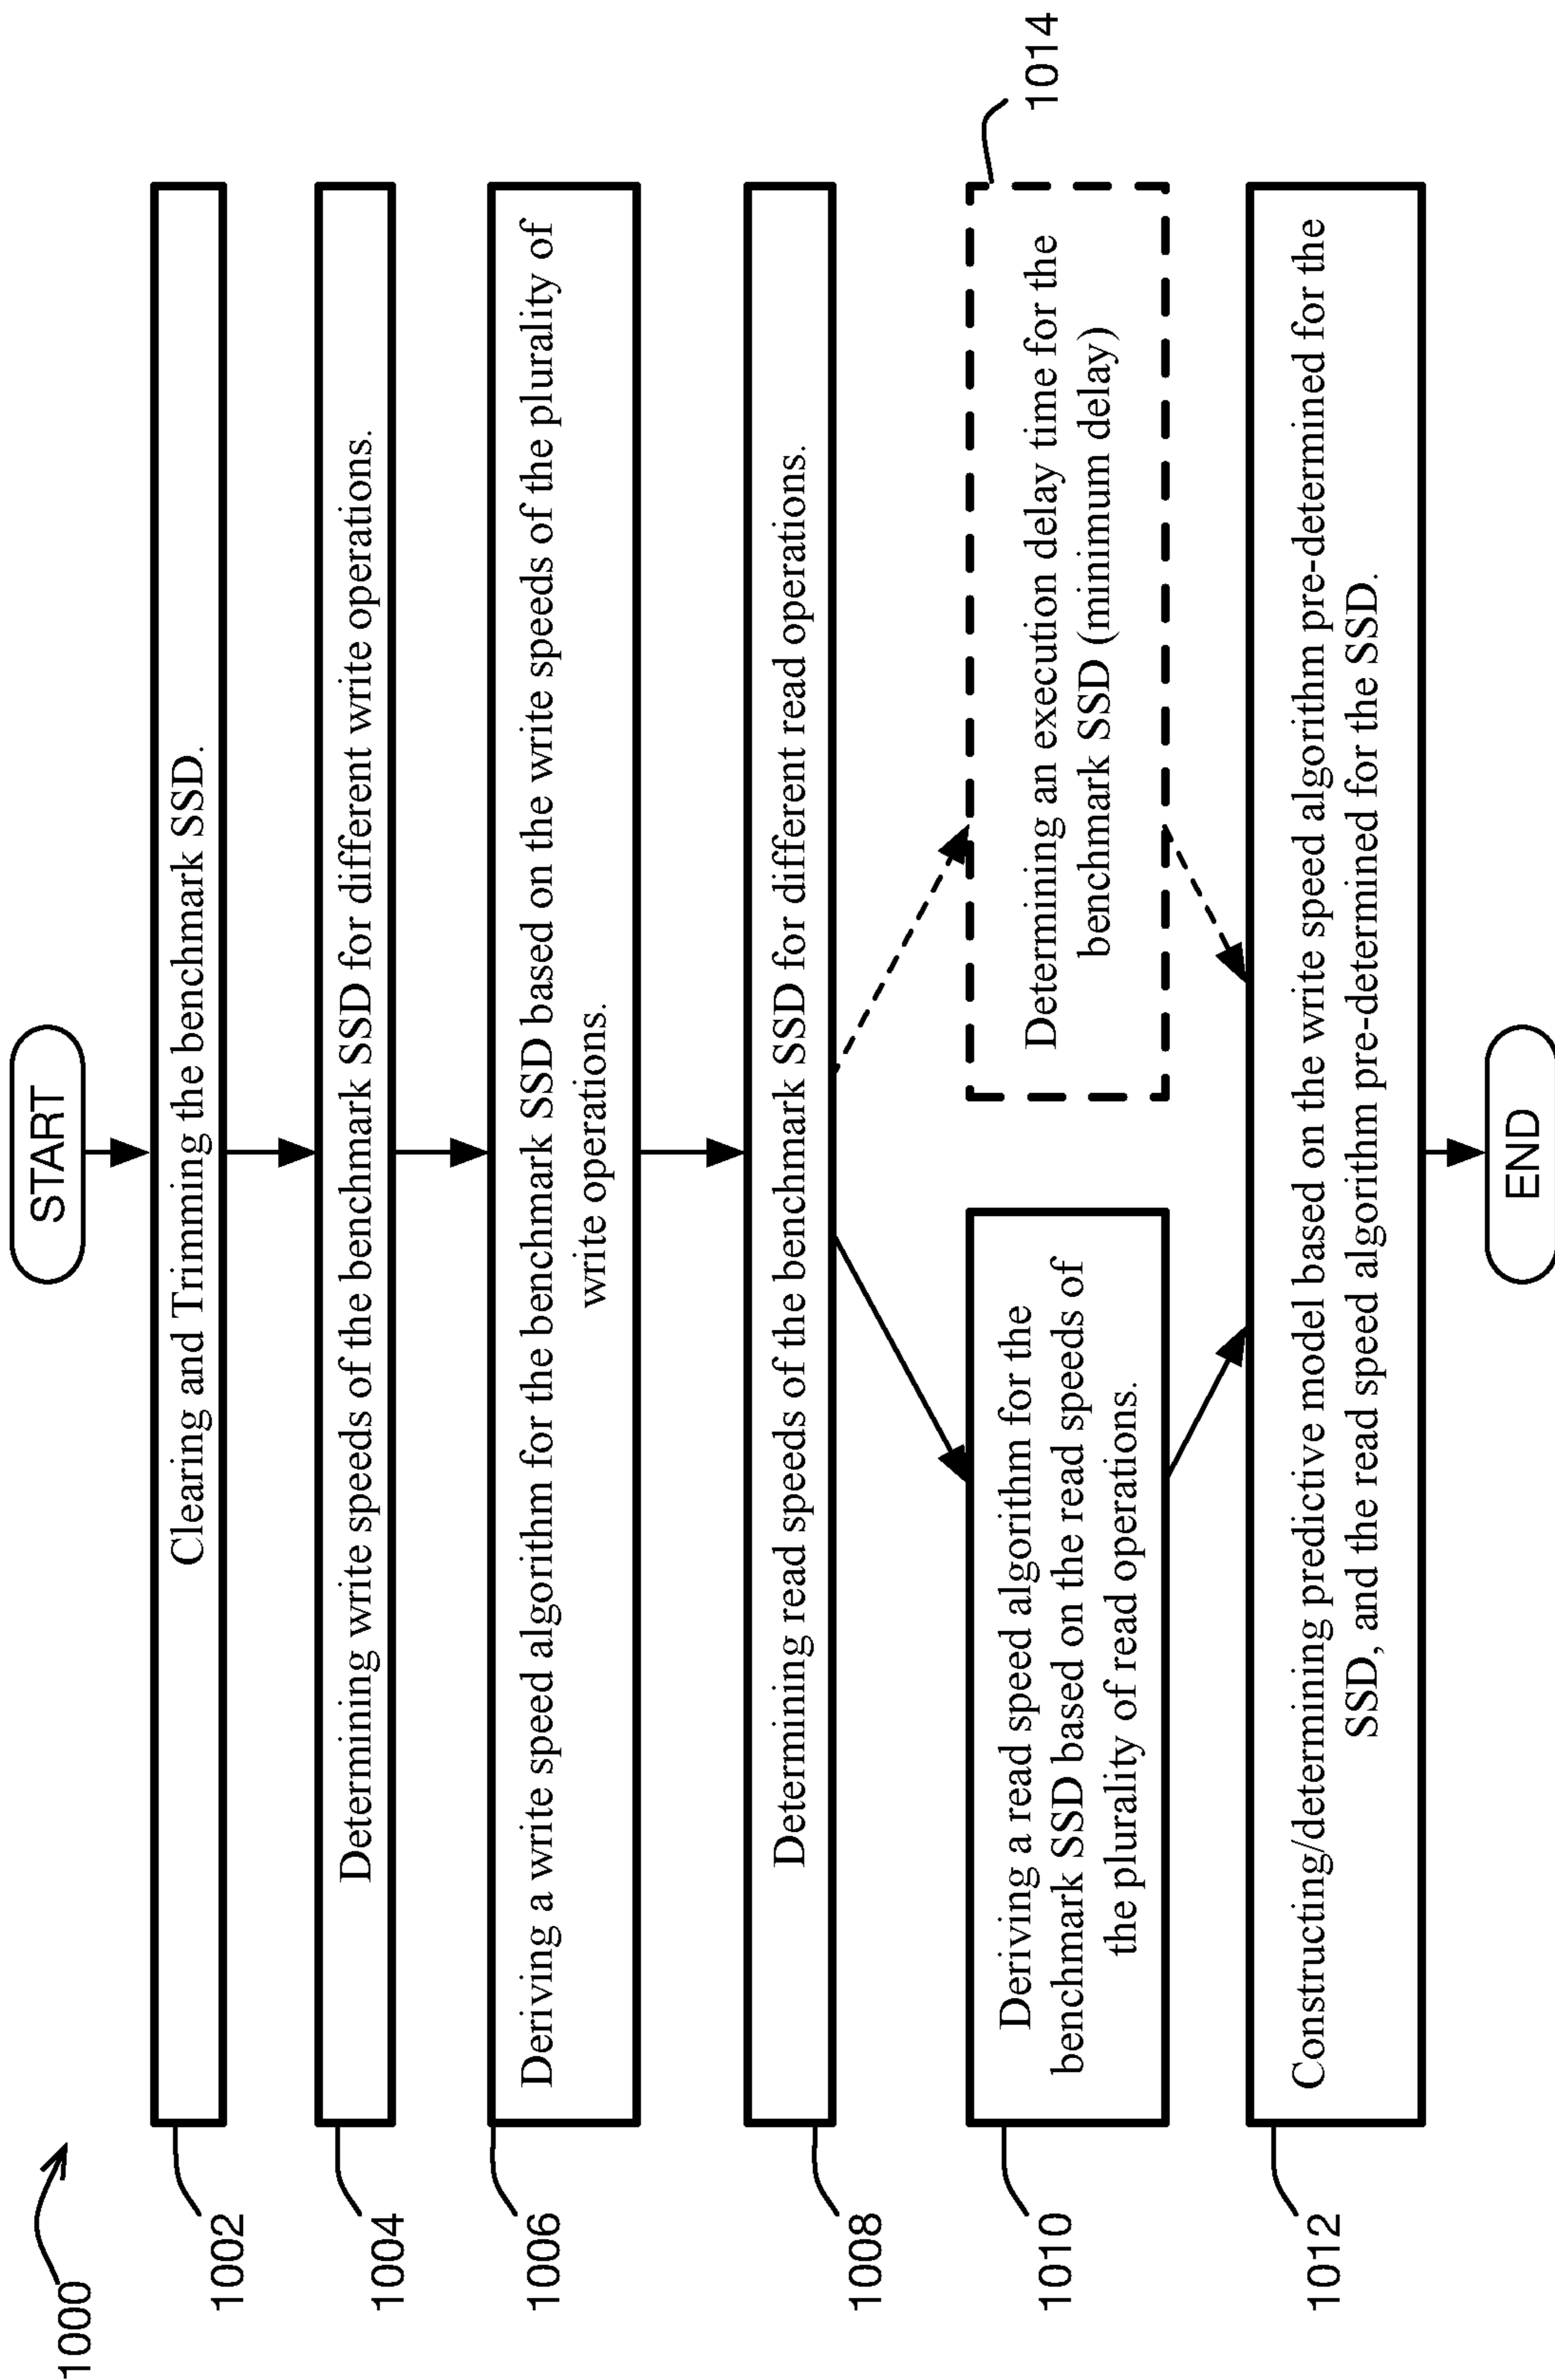 1000
START
1002
Clearing and Trimming the benchmark SSD.
1004
Determining write speeds of the benchmark SSD for different write operations.
1006
Deriving a write speed algorithm for the benchmark SSD based on the write speeds of the plurality of
write operations.
1008
Determining read speeds of the benchmark SSD for different read operations.
1010
Deriving a read speed algorithm for the
benchmark SSD based on the read speeds of
the plurality of read operations.
1014
Determining an execution delay time for the
benchmark SSD (minimum delay)
1012
Constructing/determining predictive model based on the write speed algorithm pre-determined for the
SSD, and the read speed algorithm pre-determined for the SSD.
END